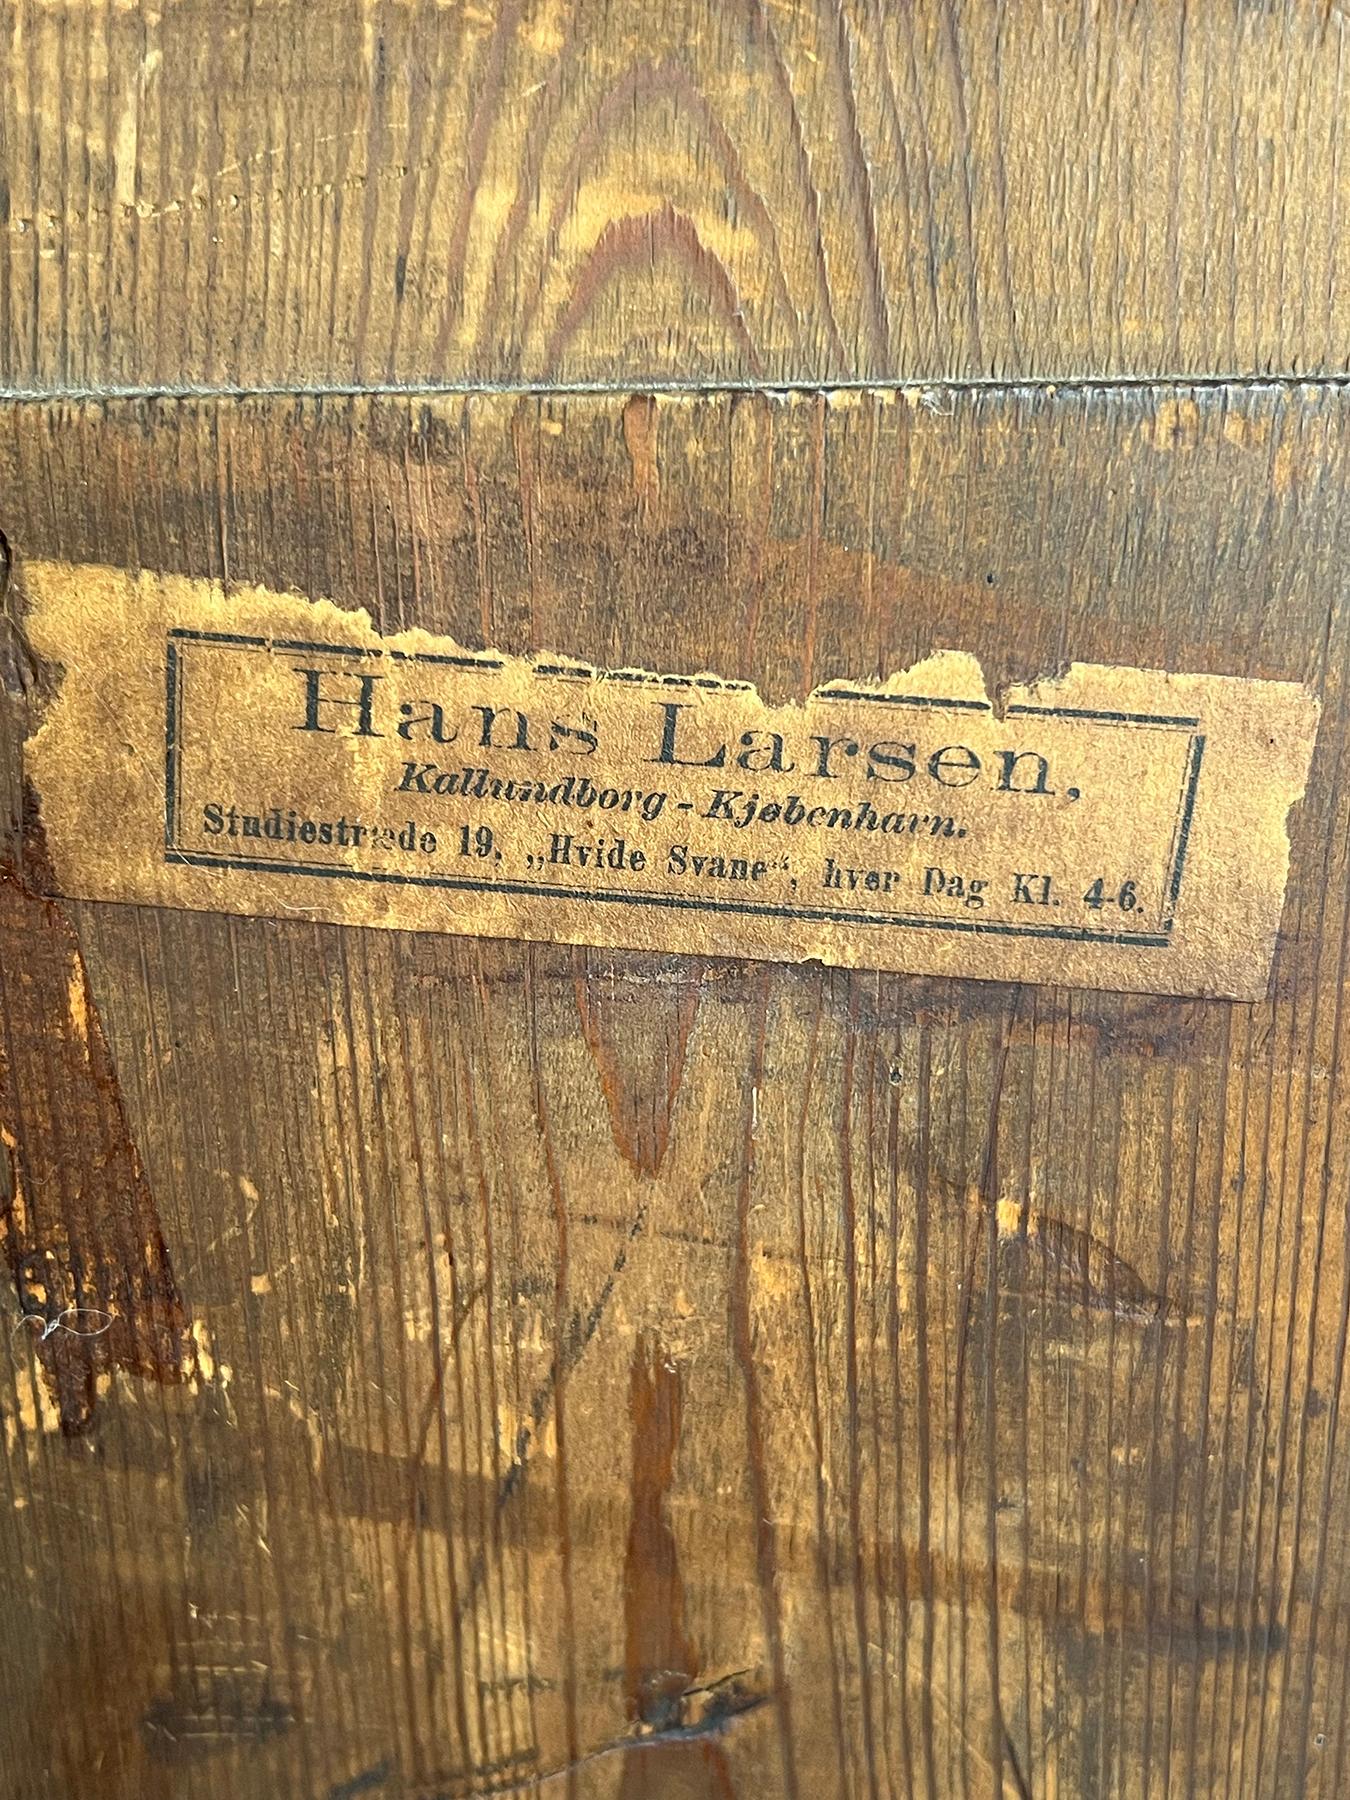 Hans Larsen,
Kallundborg - Kjøbenhavn.
Studiestræde 19, „Hvide Svane“, hver Dag Kl. 4-6.